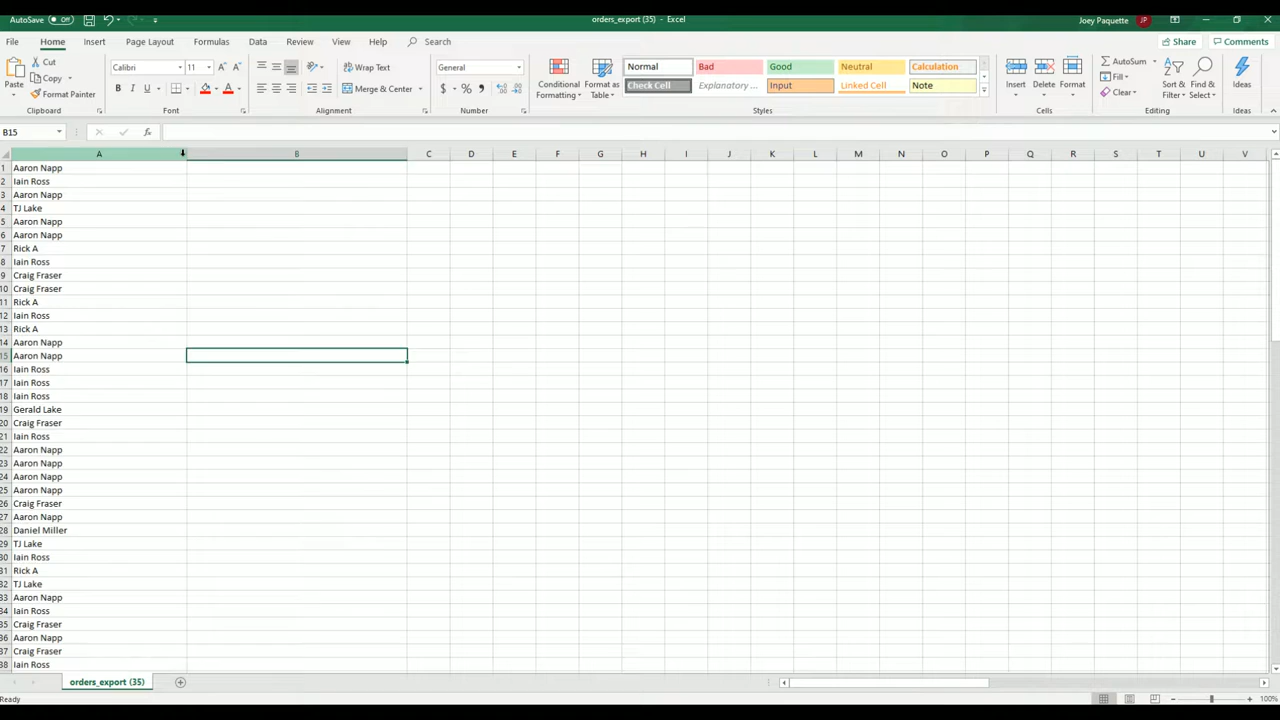 AutoSave Off orders_export (35) - Excel Joey Paquette JP
File Home Insert Page Layout Formulas Data Review View Help Search Share Comments
Cut Calibri 11 Wrap Text General Normal Bad Good Neutral Calculation AutoSum
Copy Fill
Paste Format Painter Merge & Center Conditional Formatting Format as Table Check Cell Explanatory ... Input Linked Cell Note Insert Delete Format Clear Sort & Filter Find & Select Ideas
Clipboard Font Alignment Number Styles Cells Editing Ideas
B15 fx
A B C D E F G H I J K L M N O P Q R S T U V
1 Aaron Napp
2 Iain Ross
3 Aaron Napp
4 TJ Lake
5 Aaron Napp
6 Aaron Napp
7 Rick A
8 Iain Ross
9 Craig Fraser
10 Craig Fraser
11 Rick A
12 Iain Ross
13 Rick A
14 Aaron Napp
15 Aaron Napp
16 Iain Ross
17 Iain Ross
18 Iain Ross
19 Gerald Lake
20 Craig Fraser
21 Iain Ross
22 Aaron Napp
23 Aaron Napp
24 Aaron Napp
25 Aaron Napp
26 Craig Fraser
27 Aaron Napp
28 Daniel Miller
29 TJ Lake
30 Iain Ross
31 Rick A
32 TJ Lake
33 Aaron Napp
34 Iain Ross
35 Craig Fraser
36 Aaron Napp
37 Craig Fraser
38 Iain Ross
orders_export (35)
Ready 100%